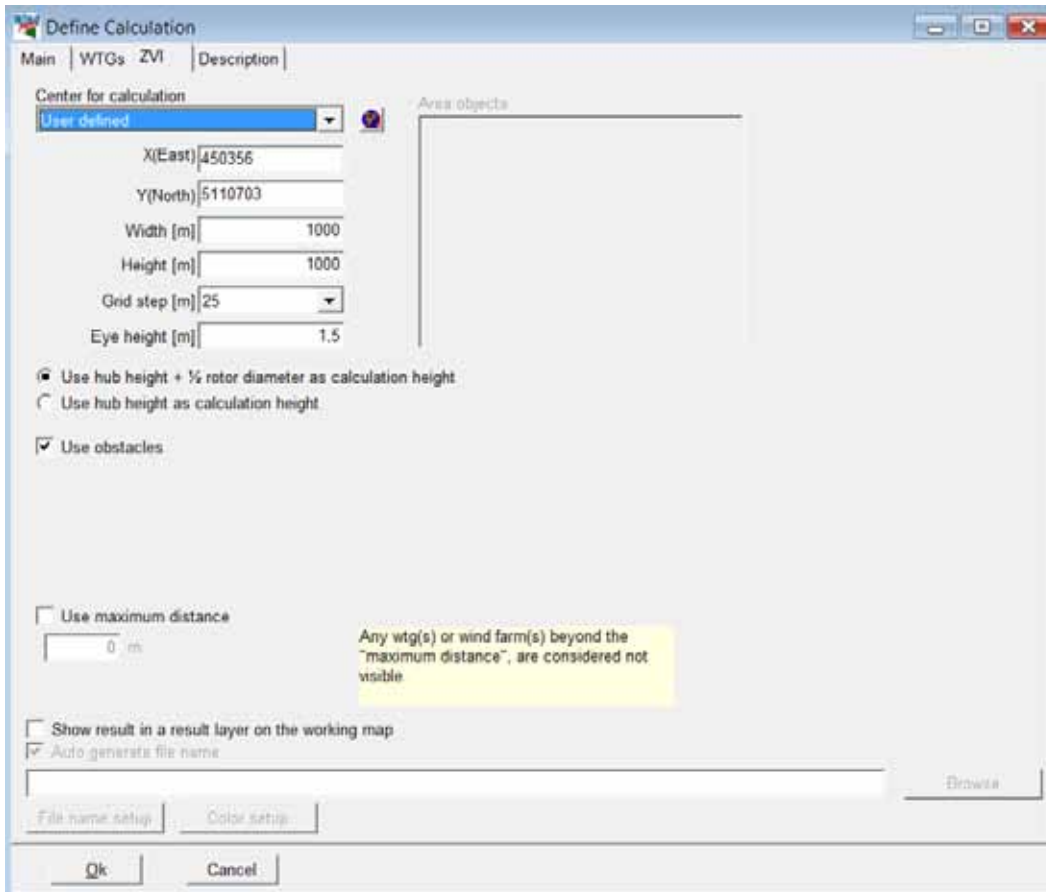 Define Calculation
Main WTGs ZVI Description
Center for calculation
Area objects
User defined
X(East) 450356
Y(North) 5110703
Width [m] 1000
Height [m] 1000
Grid step [m] 25
Eye height [m] 1.5
Use hub height + ½ rotor diameter as calculation height
Use hub height as calculation height
Use obstacles
Use maximum distance
0 m
Any wtg(s) or wind farm(s) beyond the
"maximum distance", are considered not
visible
Show result in a result layer on the working map
Auto generate file name
Browse
File name setup Color setup
Ok Cancel